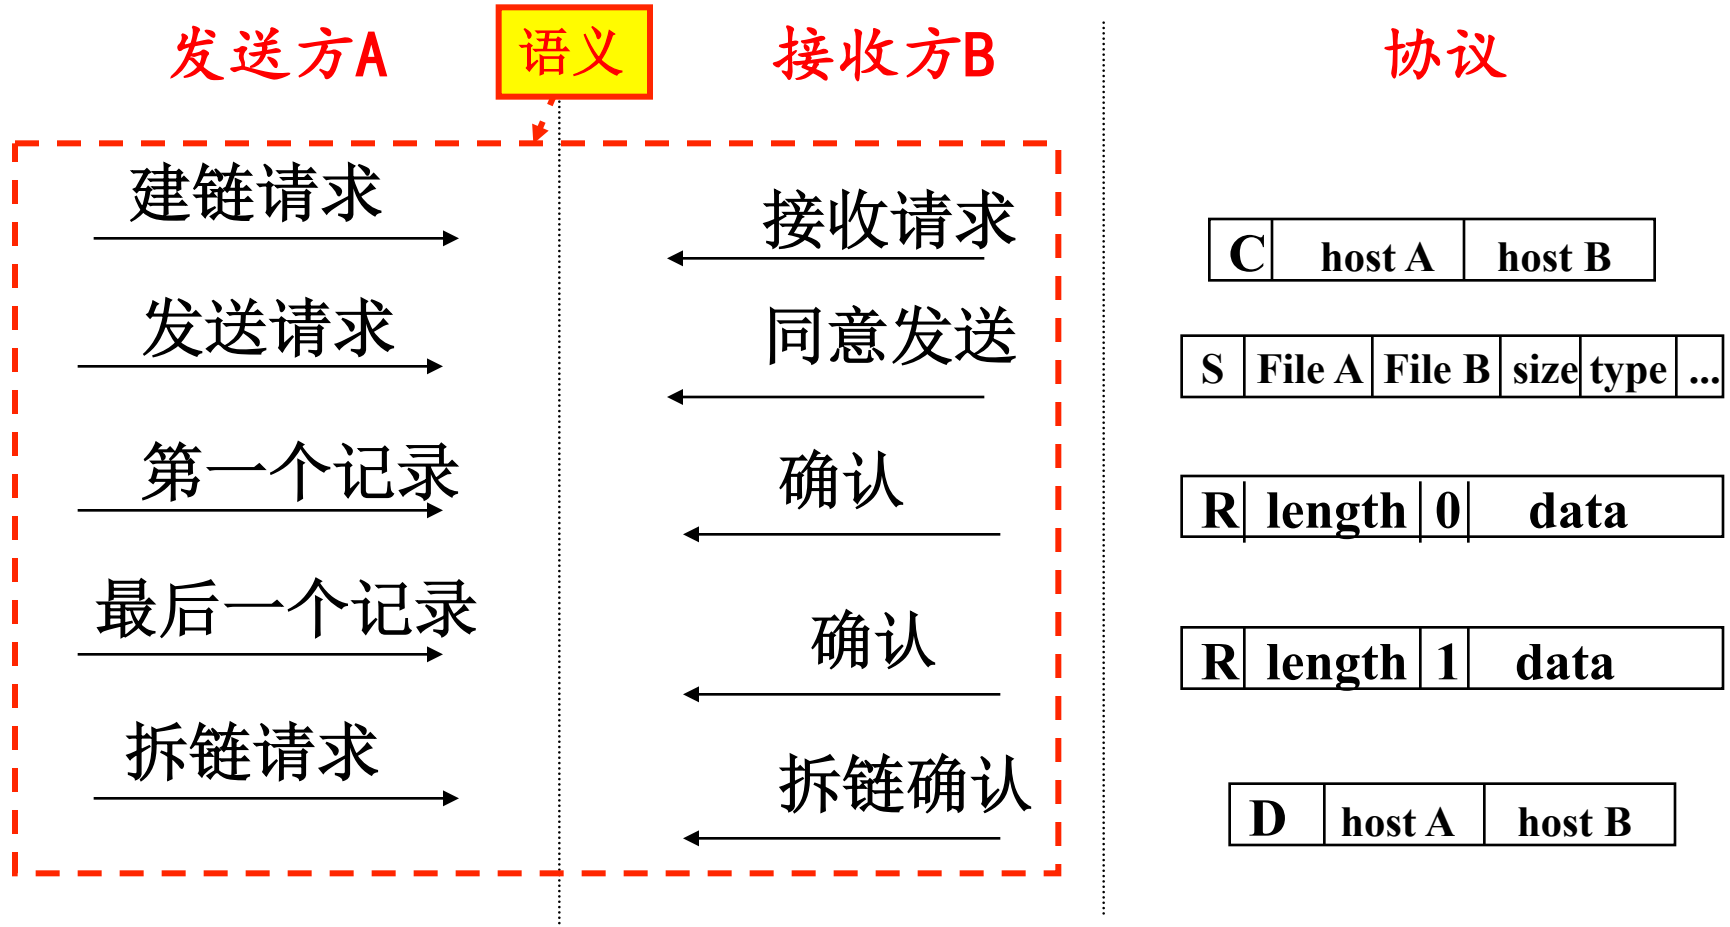 发送方A 语义 接收方B 协议
建链请求
接收请求
C host A host B
发送请求
同意发送
S File A File B size type ...
第一个记录
确认
R length 0 data
最后一个记录
确认
R length 1 data
拆链请求
拆链确认
D host A host B